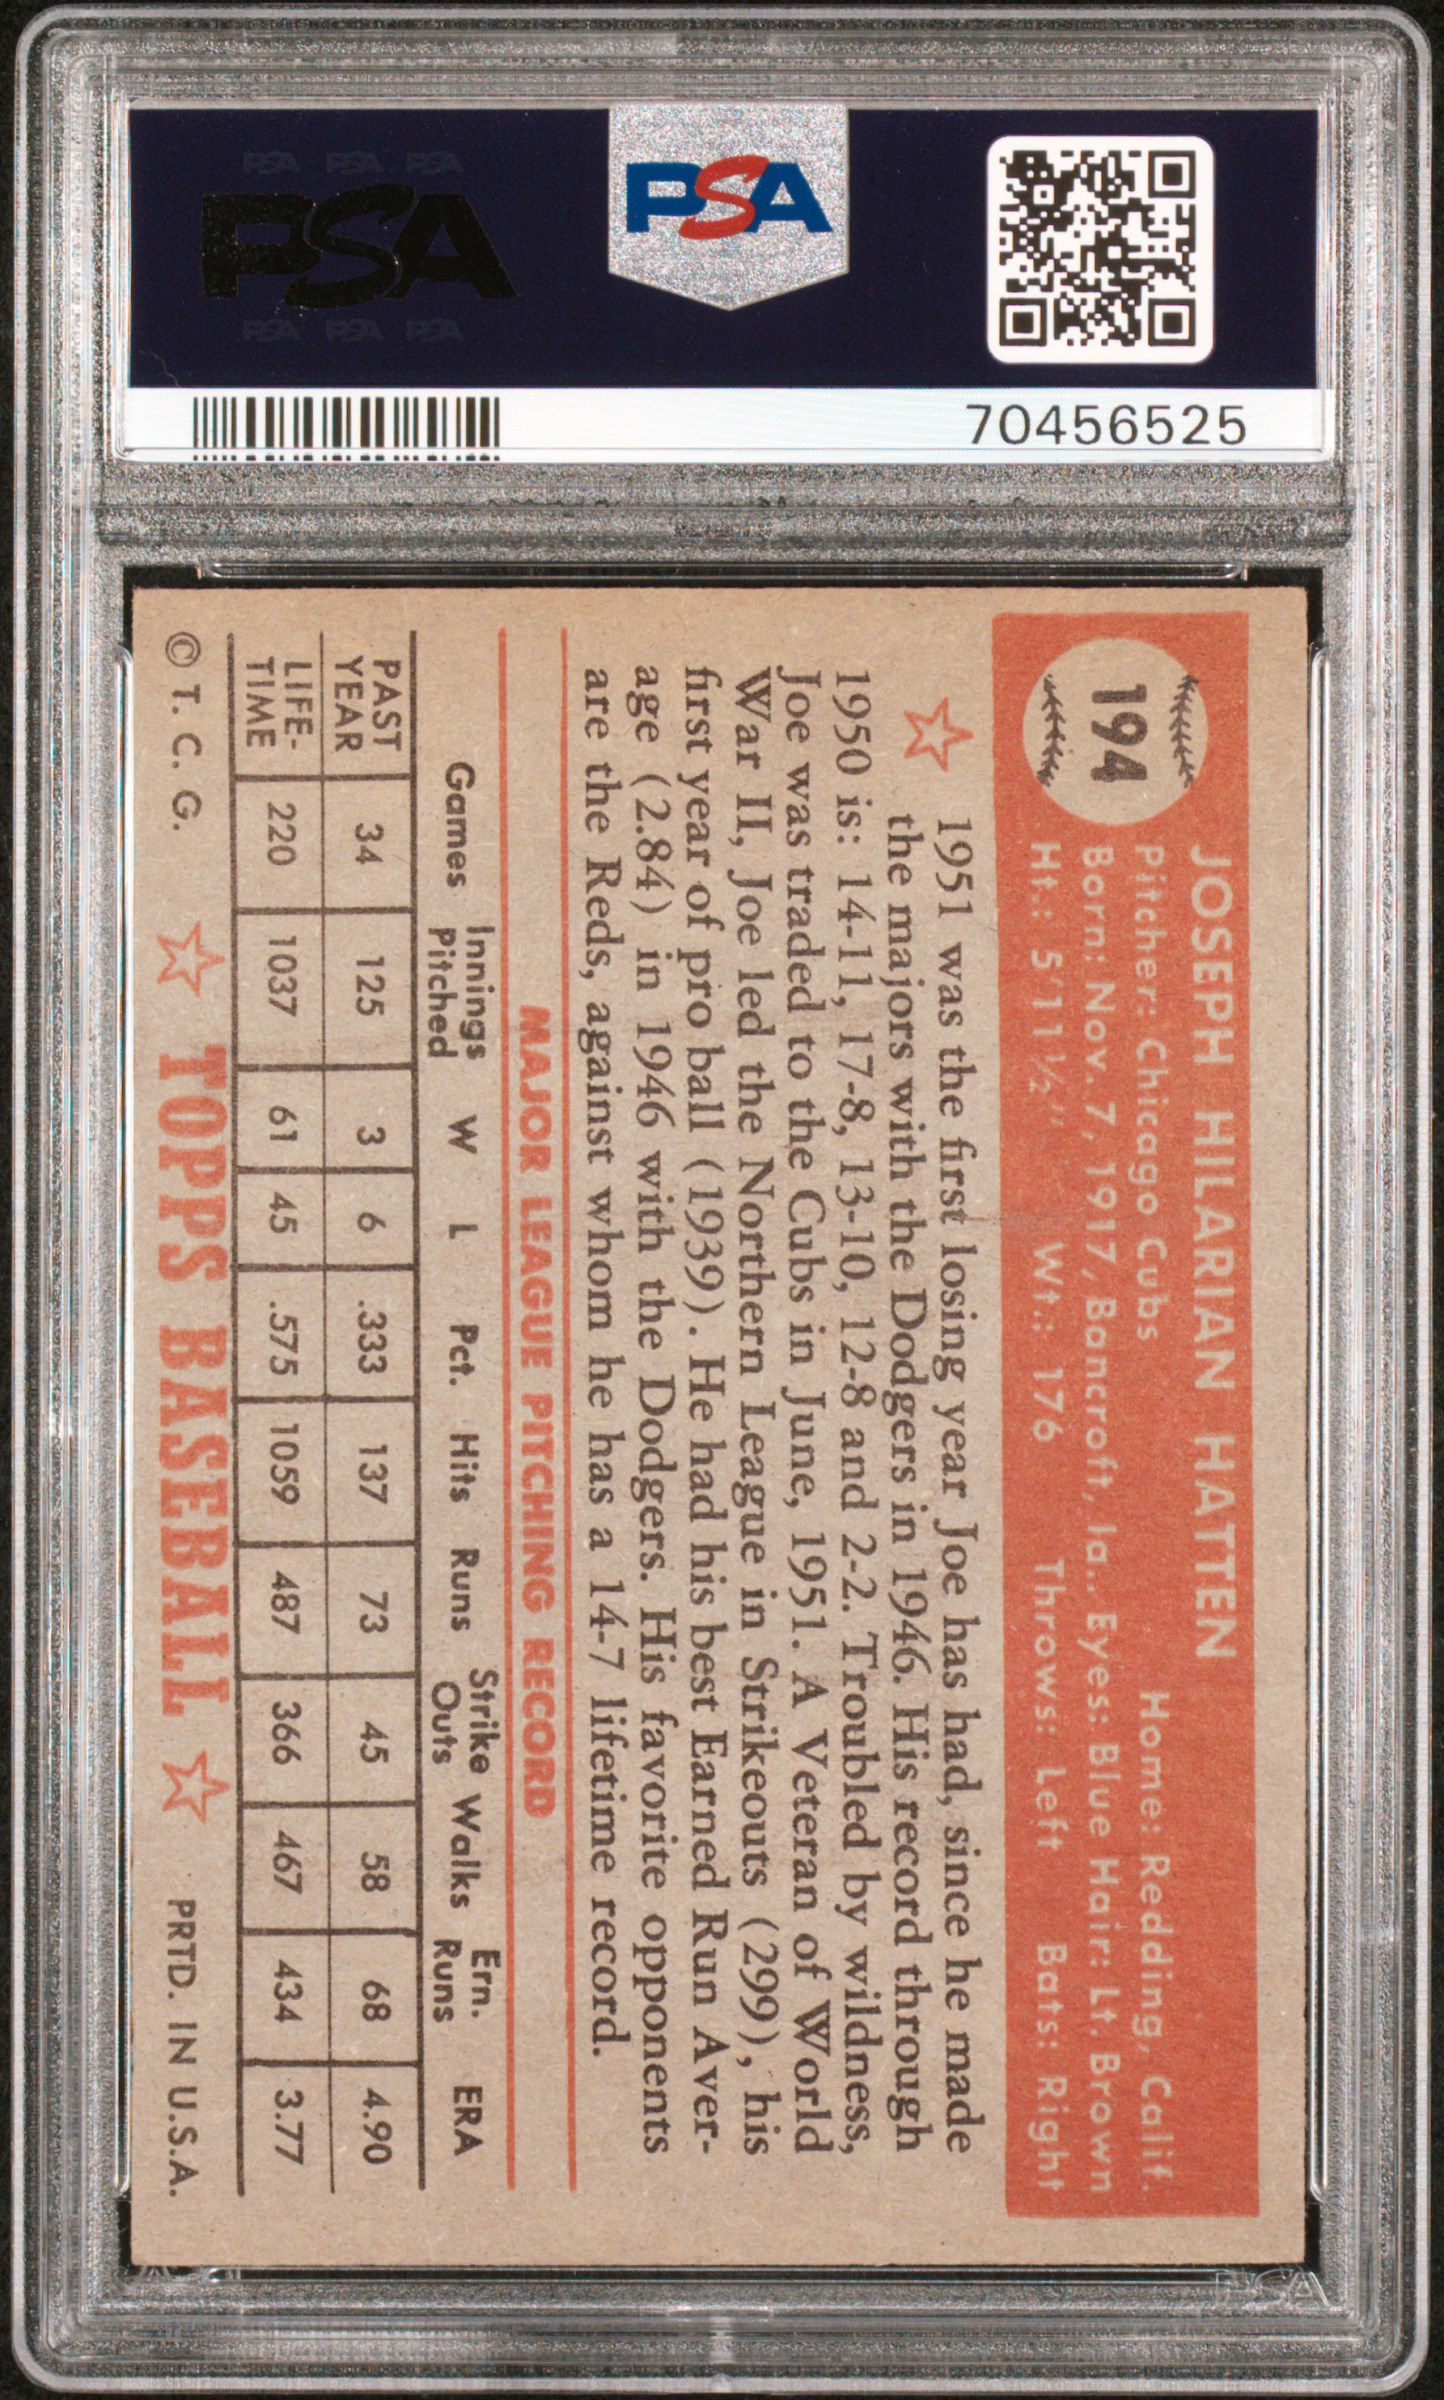 PSA PSA PSA
PSA
PSA PSA PSA
PSA
70456525
194
JOSEPH HILARIAN HATTEN
Pitcher: Chicago Cubs Home: Redding, Calif.
Born: Nov. 7, 1917, Bancroft, Ia.. Eyes: Blue Hair: Lt. Brown
Ht.: 5'11½" Wt.: 176 Throws: Left Bats: Right
1951 was the first losing year Joe has had, since he made
the majors with the Dodgers in 1946. His record through
1950 is: 14-11, 17-8, 13-10, 12-8 and 2-2. Troubled by wildness,
Joe was traded to the Cubs in June, 1951. A Veteran of World
War II, Joe led the Northern League in Strikeouts (299), his
first year of pro ball (1939). He had his best Earned Run Aver-
age (2.84) in 1946 with the Dodgers. His favorite opponents
are the Reds, against whom he has a 14-7 lifetime record.
MAJOR LEAGUE PITCHING RECORD
Games Innings Pitched W L Pct. Hits Runs Strike Outs Walks Ern. Runs ERA
PAST YEAR 34 125 3 6 .333 137 73 45 58 68 4.90
LIFE- TIME 220 1037 61 45 .575 1059 487 366 467 434 3.77
© T. C. G. TOPPS BASEBALL PRTD. IN U.S.A.
PSA